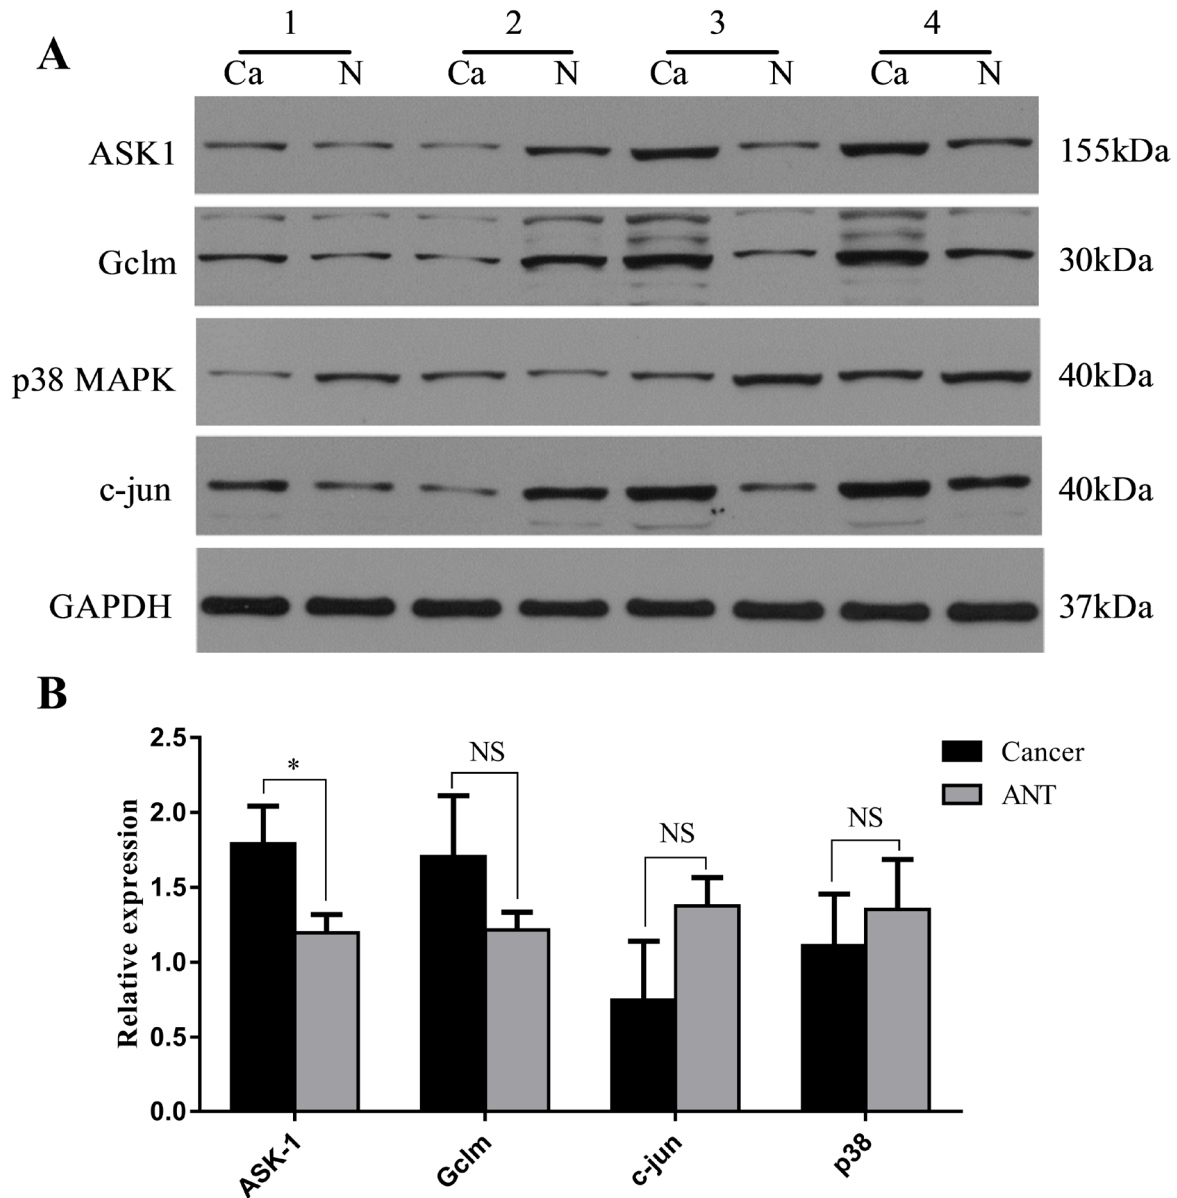 A
1 2 3 4
Ca N Ca N Ca N Ca N
ASK1 155kDa
Gclm 30kDa
p38 MAPK 40kDa
c-jun 40kDa
GAPDH 37kDa
B
Relative expression
2.5
2.0
1.5
1.0
0.5
0.0
* NS NS NS
Cancer
ANT
ASK-1 Gclm c-jun p38